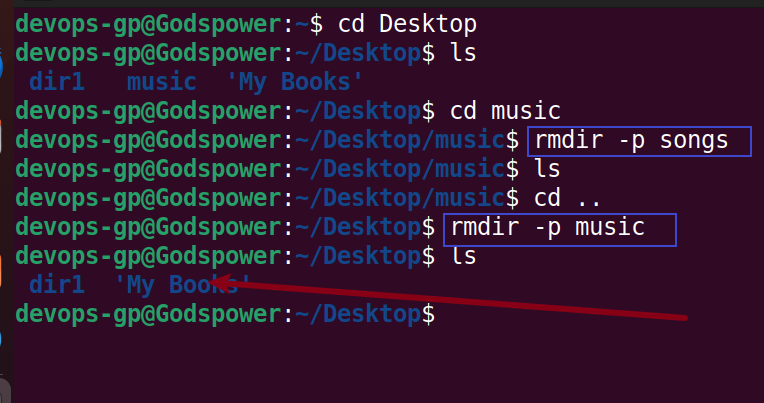 devops-gp@Godspower:~$ cd Desktop
devops-gp@Godspower:~/Desktop$ ls
dir1   music  'My Books'
devops-gp@Godspower:~/Desktop$ cd music
devops-gp@Godspower:~/Desktop/music$ rmdir -p songs
devops-gp@Godspower:~/Desktop/music$ ls
devops-gp@Godspower:~/Desktop/music$ cd ..
devops-gp@Godspower:~/Desktop$ rmdir -p music
devops-gp@Godspower:~/Desktop$ ls
dir1  'My Books'
devops-gp@Godspower:~/Desktop$